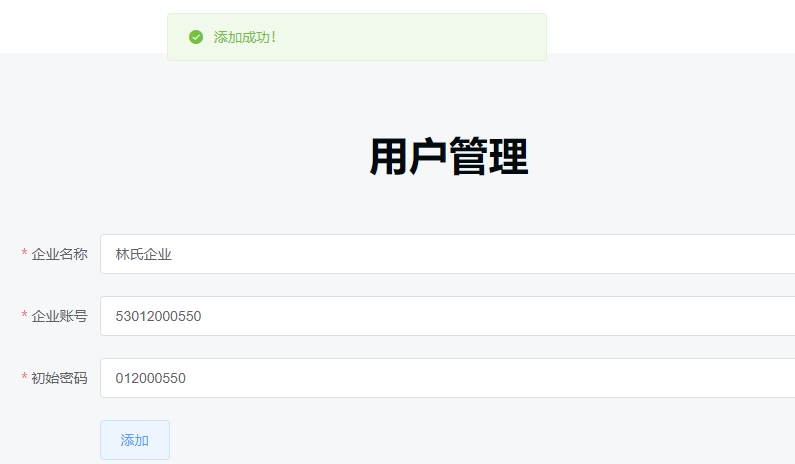 添加成功!
用户管理
* 企业名称
林氏企业
* 企业账号
53012000550
* 初始密码
012000550
添加